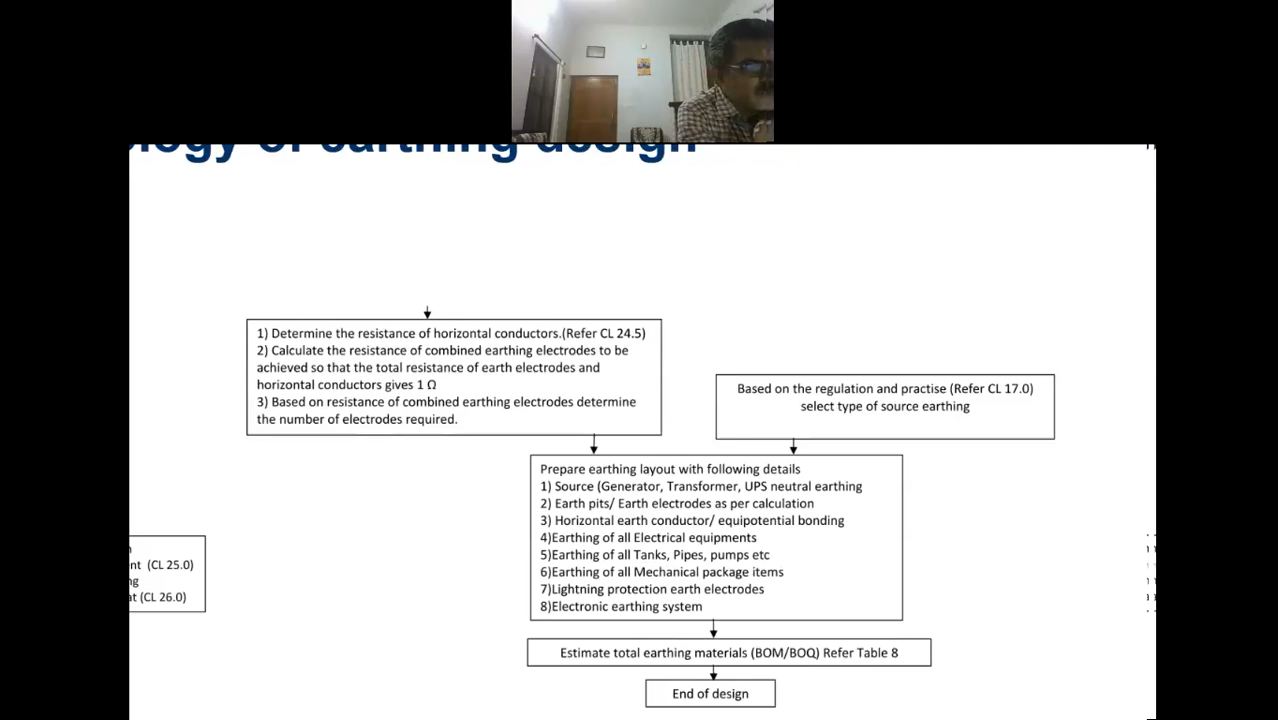 of earthing design
1) Determine the resistance of horizontal conductors.(Refer CL 24.5)
2) Calculate the resistance of combined earthing electrodes to be
achieved so that the total resistance of earth electrodes and
horizontal conductors gives 1 Ω
3) Based on resistance of combined earthing electrodes determine
the number of electrodes required.
Based on the regulation and practise (Refer CL 17.0)
select type of source earthing
Prepare earthing layout with following details
1) Source (Generator, Transformer, UPS neutral earthing
2) Earth pits/ Earth electrodes as per calculation
3) Horizontal earth conductor/ equipotential bonding
4)Earthing of all Electrical equipments
5)Earthing of all Tanks, Pipes, pumps etc
6)Earthing of all Mechanical package items
7)Lightning protection earth electrodes
8)Electronic earthing system
(CL 25.0)
(CL 26.0)
Estimate total earthing materials (BOM/BOQ) Refer Table 8
End of design